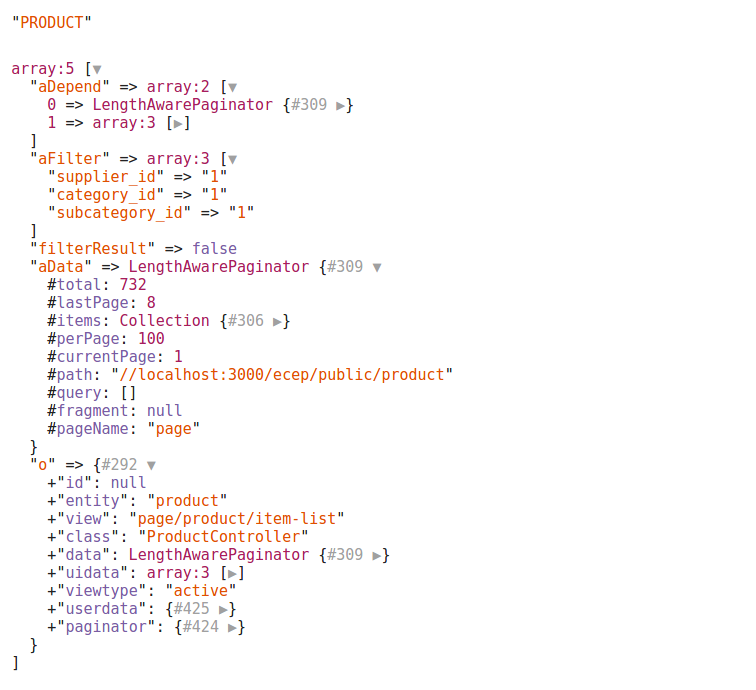 "PRODUCT"
array:5 [▼
  "aDepend" => array:2 [▼
    0 => LengthAwarePaginator {#309 ▶}
    1 => array:3 [▶]
  ]
  "aFilter" => array:3 [▼
    "supplier_id" => "1"
    "category_id" => "1"
    "subcategory_id" => "1"
  ]
  "filterResult" => false
  "aData" => LengthAwarePaginator {#309 ▼
    #total: 732
    #lastPage: 8
    #items: Collection {#306 ▶}
    #perPage: 100
    #currentPage: 1
    #path: "//localhost:3000/ecep/public/product"
    #query: []
    #fragment: null
    #pageName: "page"
  }
  "o" => {#292 ▼
    +"id": null
    +"entity": "product"
    +"view": "page/product/item-list"
    +"class": "ProductController"
    +"data": LengthAwarePaginator {#309 ▶}
    +"uidata": array:3 [▶]
    +"viewtype": "active"
    +"userdata": {#425 ▶}
    +"paginator": {#424 ▶}
  }
]